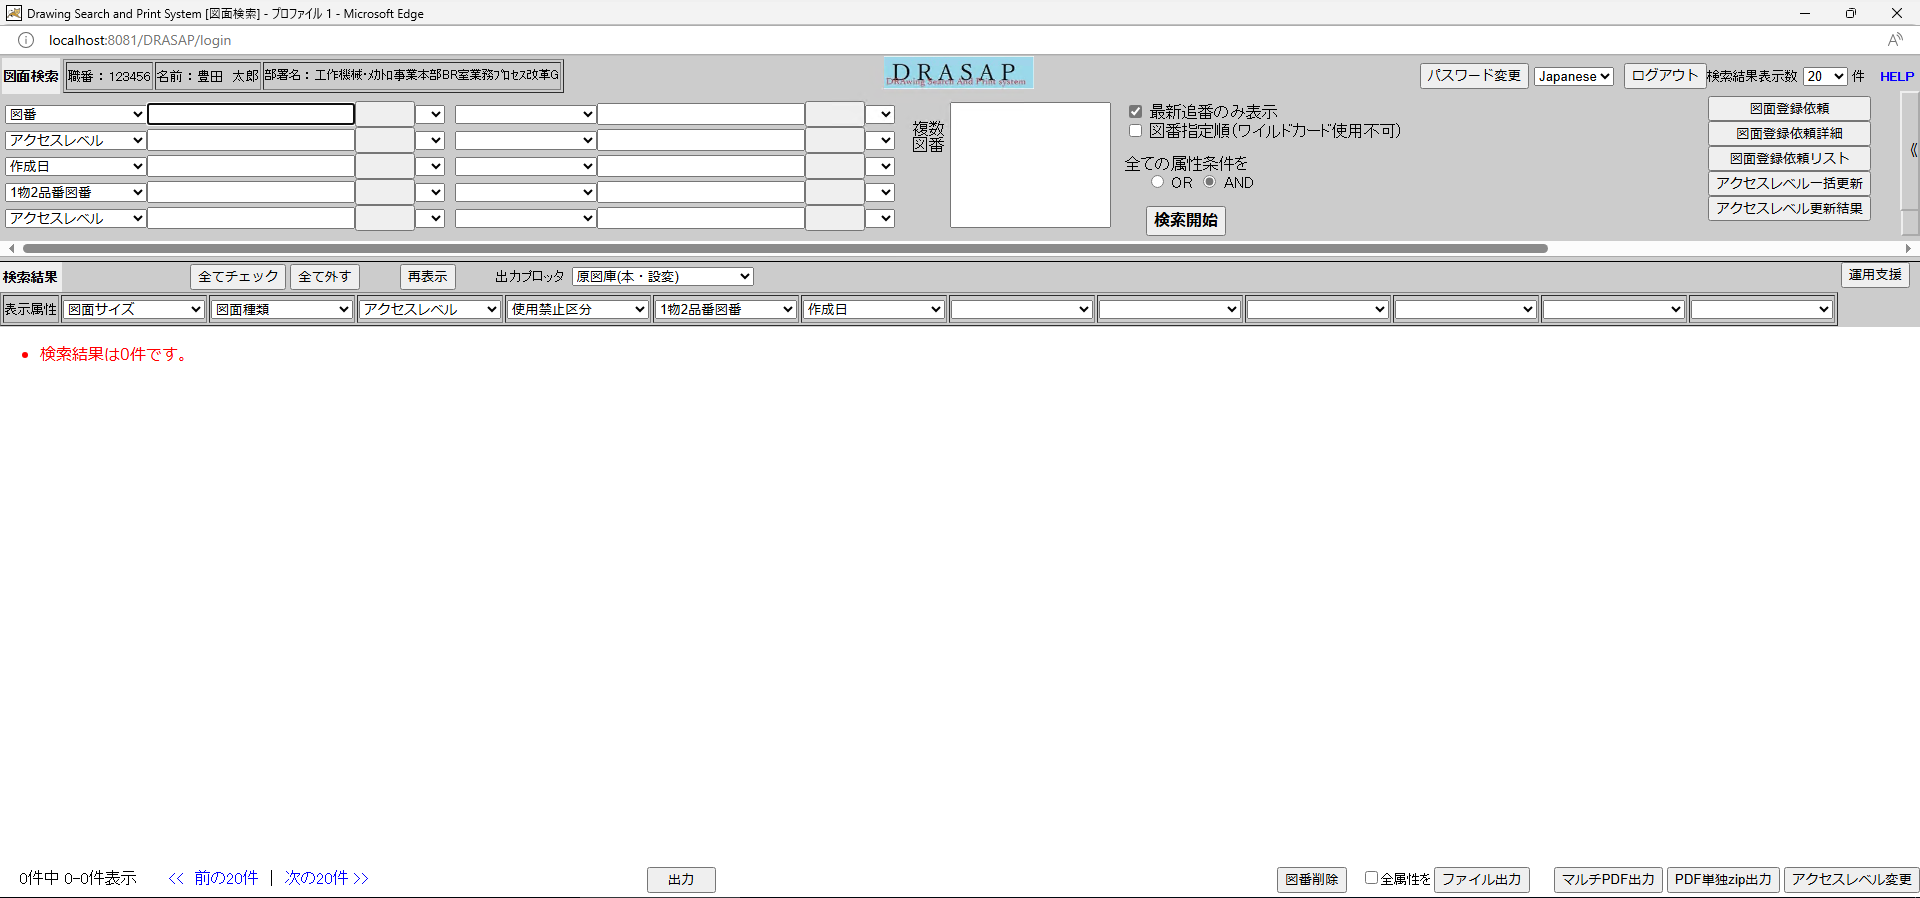 Drawing Search and Print System [図面検索] - プロファイル 1 - Microsoft Edge
localhost:8081/DRASAP/login
図面検索 職番：123456 名前：豊田　太郎 部署名：工作機械・ﾒｶﾄﾛ事業本部BR室業務ﾌﾟﾛｾｽ改革G DRASAP パスワード変更 Japanese ログアウト 検索結果表示数 20 件 HELP
DRAwing Search And Print system
図番 複数図番 最新追番のみ表示 図面登録依頼
アクセスレベル 図番指定順(ワイルドカード使用不可) 図面登録依頼詳細
作成日 全ての属性条件を 図面登録依頼リスト
1物2品番図番 OR AND アクセスレベル一括更新
アクセスレベル 検索開始 アクセスレベル更新結果
《
検索結果 全てチェック 全て外す 再表示 出力プロッタ 原図庫(本・設変) 運用支援
表示属性 図面サイズ 図面種類 アクセスレベル 使用禁止区分 1物2品番図番 作成日
• 検索結果は0件です。
0件中 0-0件表示 << 前の20件 | 次の20件 >> 出力 図番削除 全属性を ファイル出力 マルチPDF出力 PDF単独zip出力 アクセスレベル変更